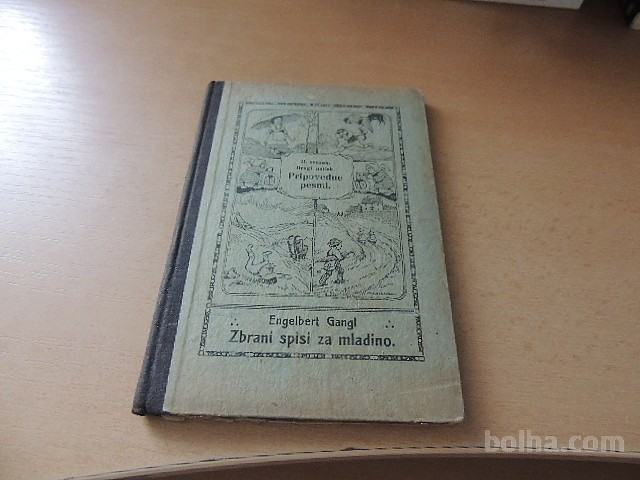 II. zvezek.
Drugi natisk.
Pripovedne
pesmi.
Engelbert Gangl
Zbrani spisi za mladino.
bolha.com